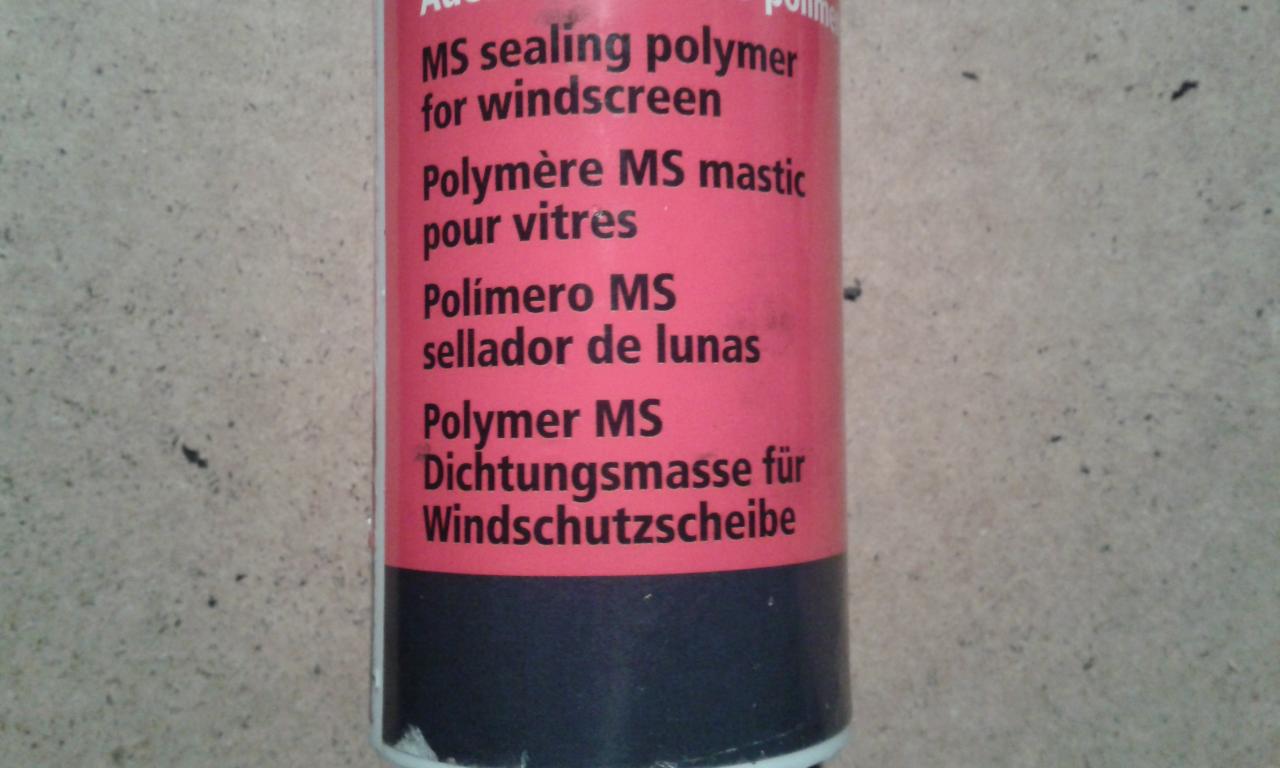 MS sealing polymer
for windscreen
Polymère MS mastic
pour vitres
Polímero MS
sellador de lunas
Polymer MS
Dichtungsmasse für
Windschutzscheibe